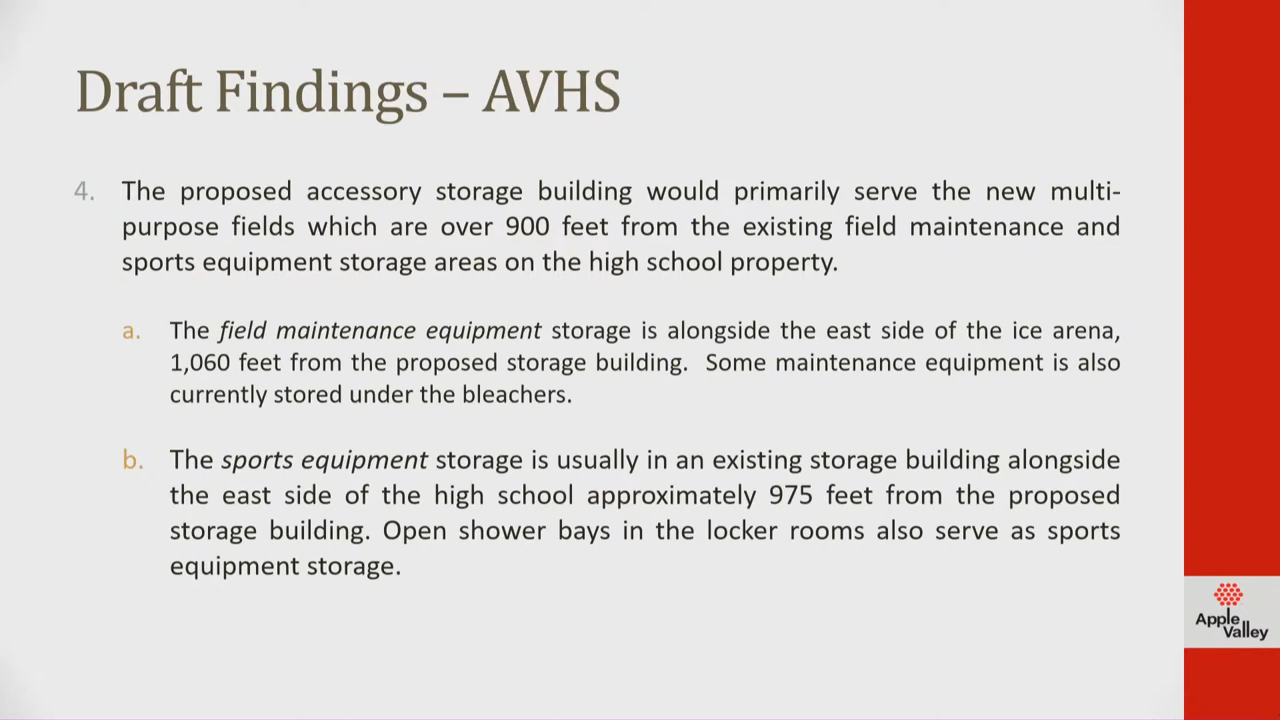 Draft Findings – AVHS
4. The proposed accessory storage building would primarily serve the new multi-
purpose fields which are over 900 feet from the existing field maintenance and
sports equipment storage areas on the high school property.
a. The field maintenance equipment storage is alongside the east side of the ice arena,
1,060 feet from the proposed storage building. Some maintenance equipment is also
currently stored under the bleachers.
b. The sports equipment storage is usually in an existing storage building alongside
the east side of the high school approximately 975 feet from the proposed
storage building. Open shower bays in the locker rooms also serve as sports
equipment storage.
Apple
Valley